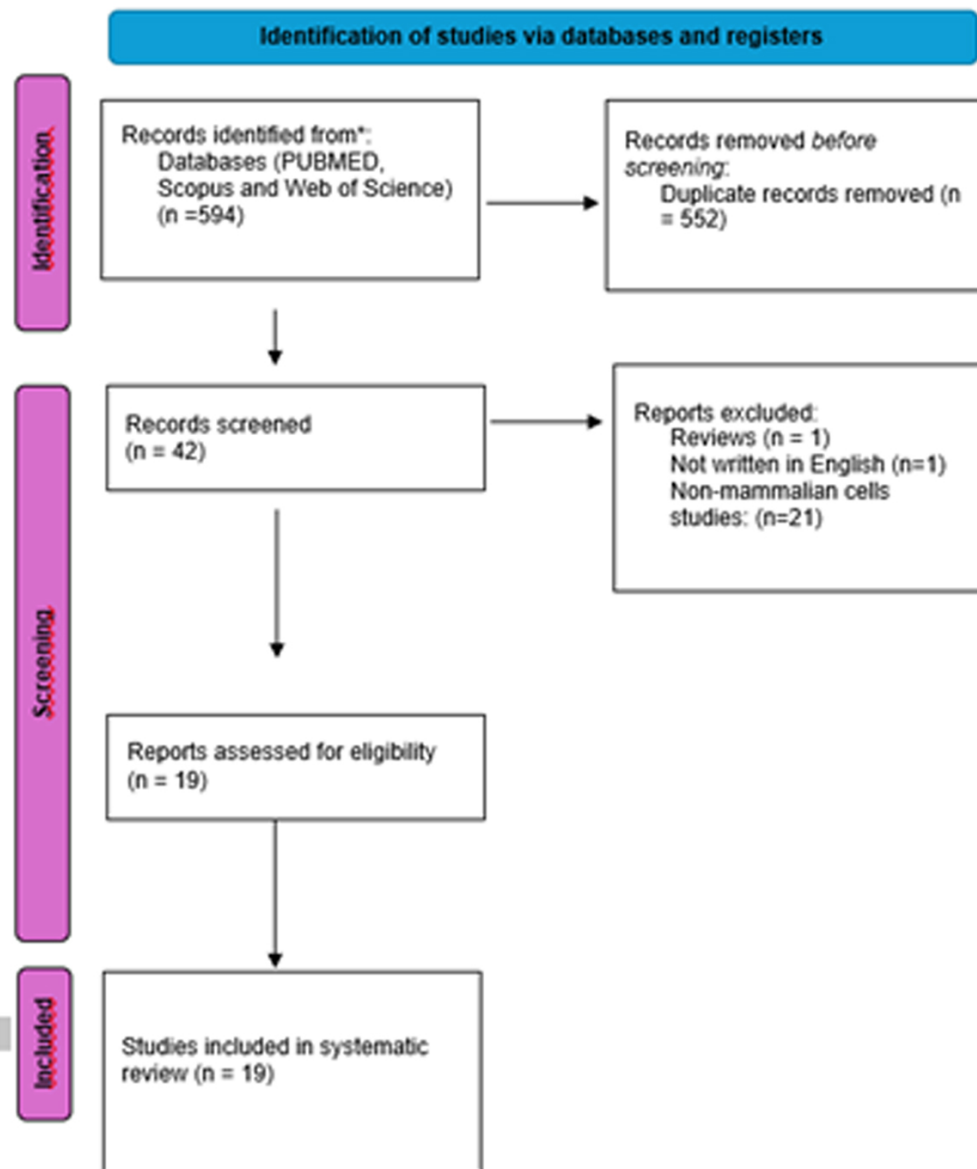 Identification of studies via databases and registers
Identification
Records identified from*:
Databases (PUBMED,
Scopus and Web of Science)
(n =594)
Records removed before
screening:
Duplicate records removed (n
= 552)
Screening
Records screened
(n = 42)
Reports excluded:
Reviews (n = 1)
Not written in English (n=1)
Non-mammalian cells
studies: (n=21)
Reports assessed for eligibility
(n = 19)
Included
Studies included in systematic
review (n = 19)